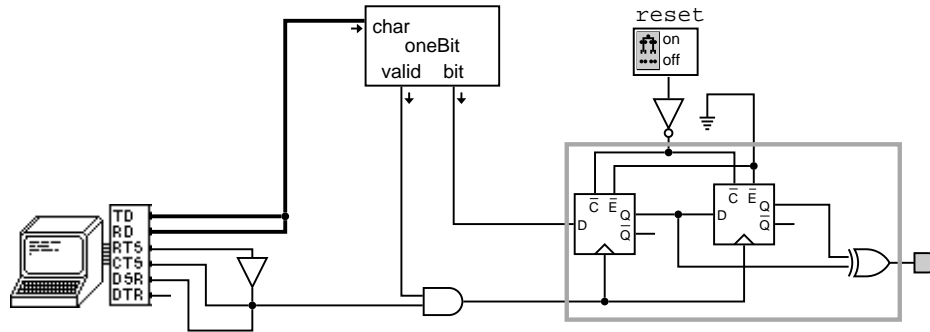 reset
on
off
char
oneBit
valid bit
C̅ E̅
D Q
Q̅
C̅ E̅
D Q
Q̅
TD
RD
RTS
CTS
DSR
DTR